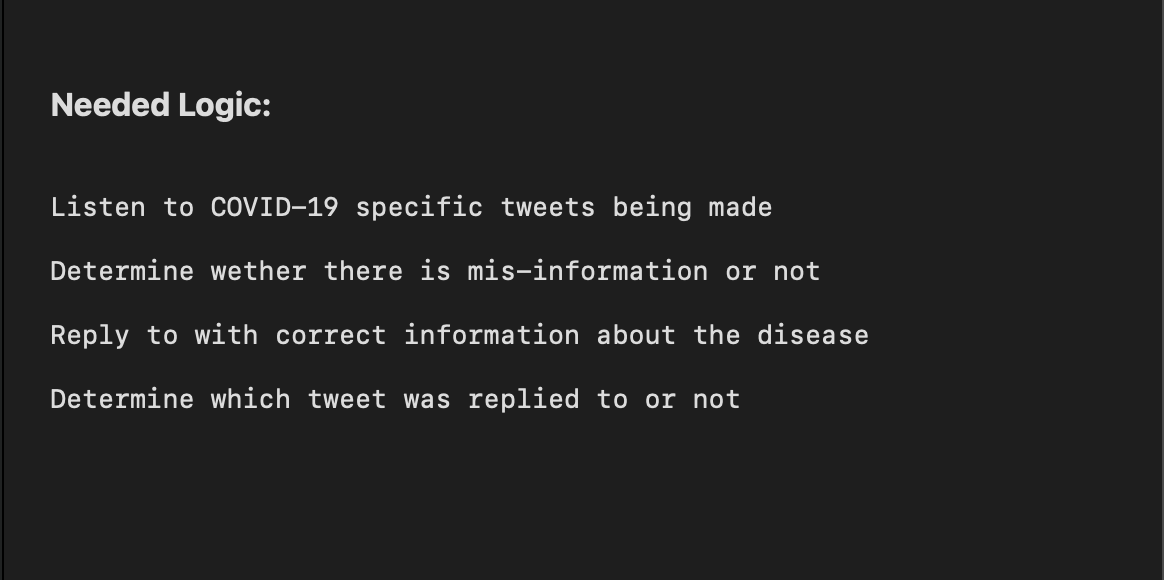 Needed Logic:
Listen to COVID-19 specific tweets being made
Determine wether there is mis-information or not
Reply to with correct information about the disease
Determine which tweet was replied to or not